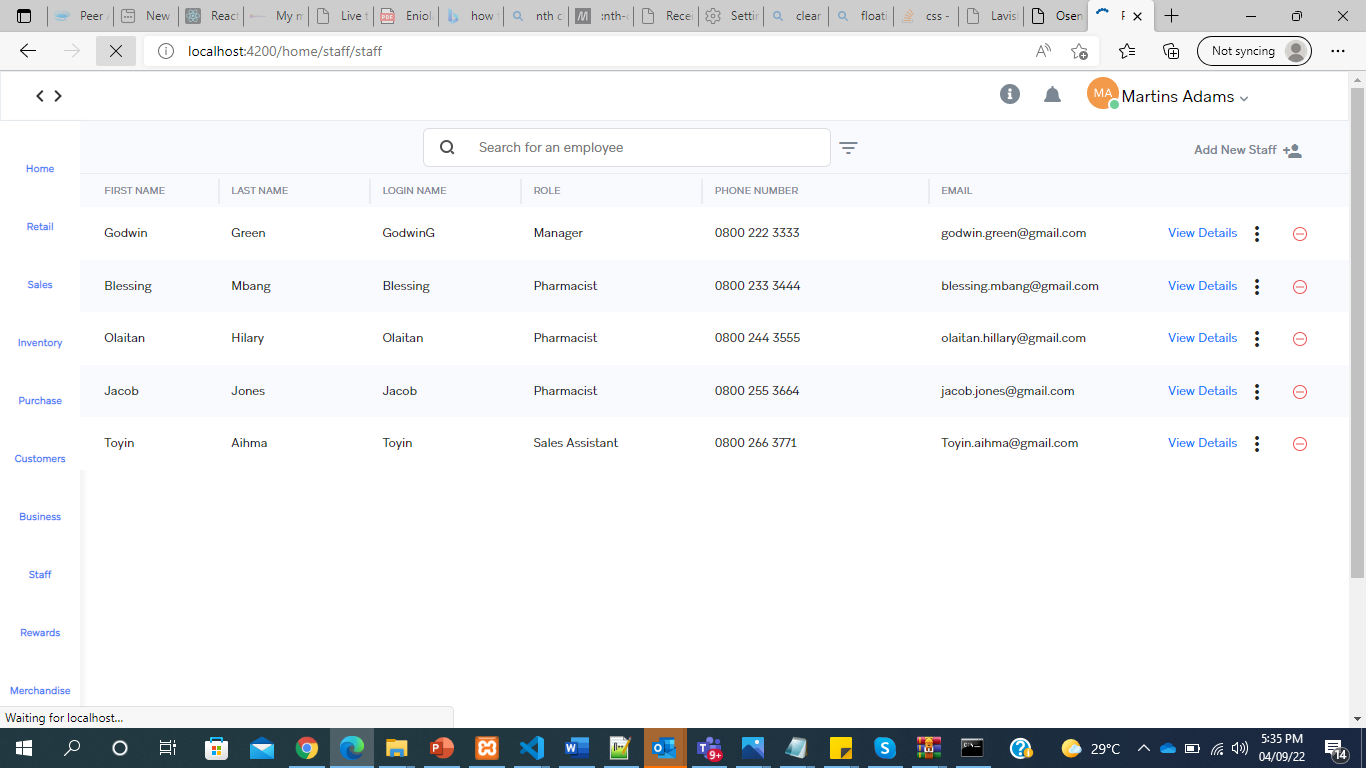 Peer
New
React
My m
Live t
Eniol
how t
nth c
:nth-
Recei
Settin
clear
floati
css -
Lavis
Osen
localhost:4200/home/staff/staff
Not syncing
MA Martins Adams
Search for an employee
Add New Staff
Home
Retail
Sales
Inventory
Purchase
Customers
Business
Staff
Rewards
Merchandise
FIRST NAME LAST NAME LOGIN NAME ROLE PHONE NUMBER EMAIL
Godwin Green GodwinG Manager 0800 222 3333 godwin.green@gmail.com View Details
Blessing Mbang Blessing Pharmacist 0800 233 3444 blessing.mbang@gmail.com View Details
Olaitan Hilary Olaitan Pharmacist 0800 244 3555 olaitan.hillary@gmail.com View Details
Jacob Jones Jacob Pharmacist 0800 255 3664 jacob.jones@gmail.com View Details
Toyin Aihma Toyin Sales Assistant 0800 266 3771 Toyin.aihma@gmail.com View Details
Waiting for localhost...
29°C
5:35 PM
04/09/22
14
9+